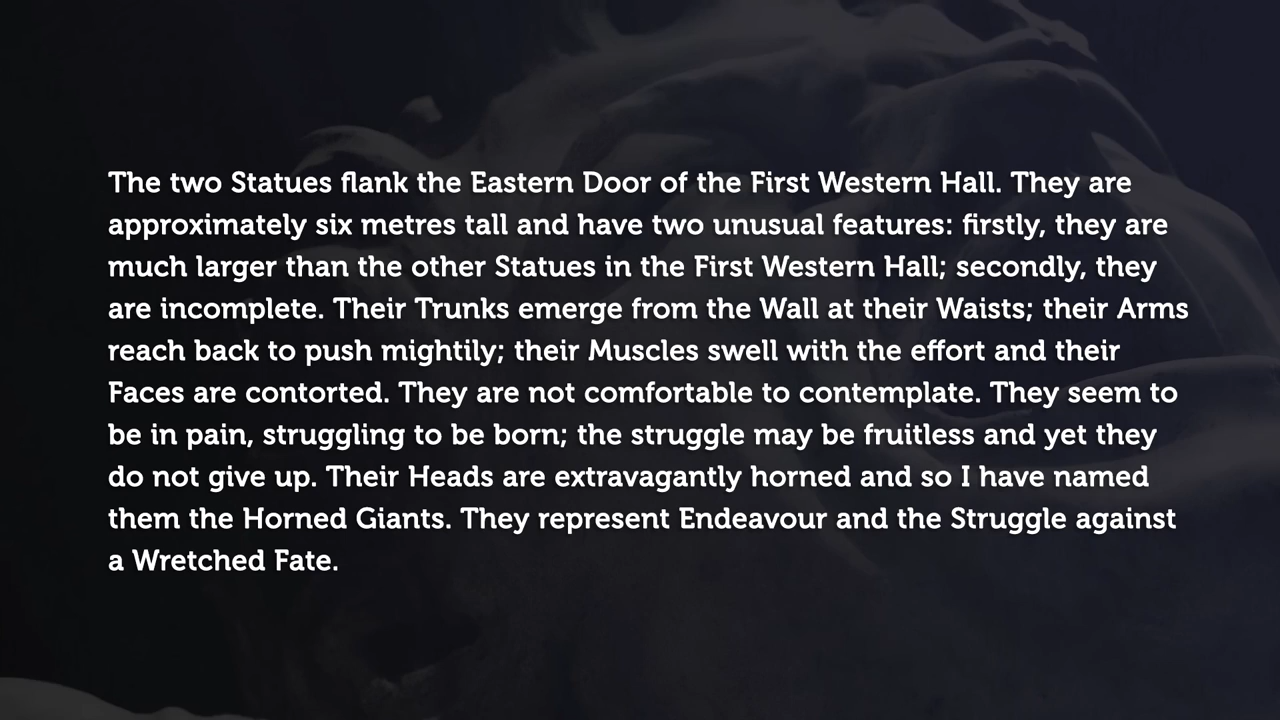 The two Statues flank the Eastern Door of the First Western Hall. They are
approximately six metres tall and have two unusual features: firstly, they are
much larger than the other Statues in the First Western Hall; secondly, they
are incomplete. Their Trunks emerge from the Wall at their Waists; their Arms
reach back to push mightily; their Muscles swell with the effort and their
Faces are contorted. They are not comfortable to contemplate. They seem to
be in pain, struggling to be born; the struggle may be fruitless and yet they
do not give up. Their Heads are extravagantly horned and so I have named
them the Horned Giants. They represent Endeavour and the Struggle against
a Wretched Fate.